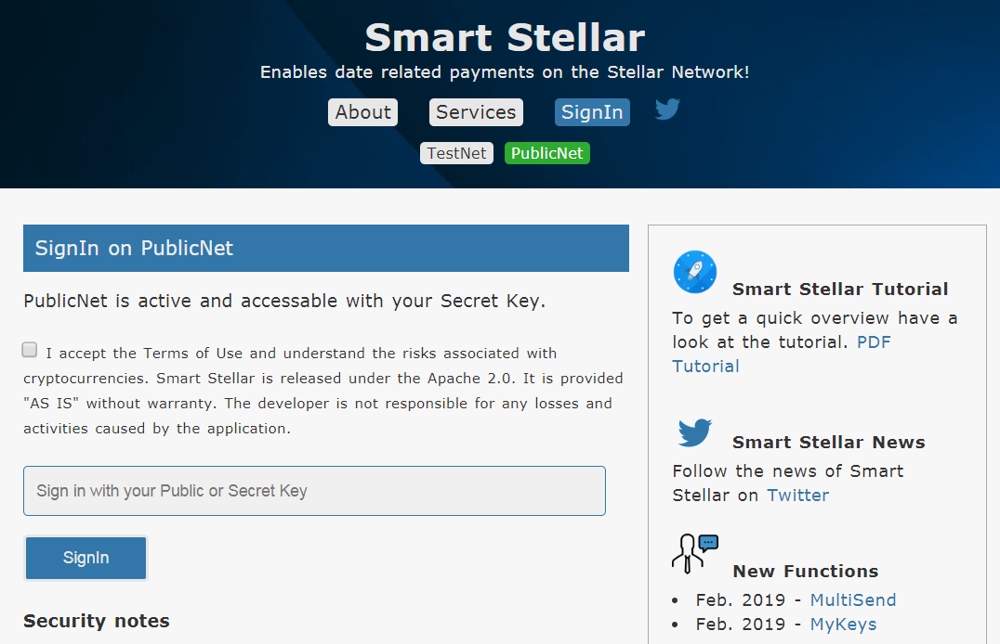 Smart Stellar
Enables date related payments on the Stellar Network!
About Services SignIn
TestNet PublicNet
SignIn on PublicNet
PublicNet is active and accessable with your Secret Key.
I accept the Terms of Use and understand the risks associated with
cryptocurrencies. Smart Stellar is released under the Apache 2.0. It is provided
"AS IS" without warranty. The developer is not responsible for any losses and
activities caused by the application.
Sign in with your Public or Secret Key
SignIn
Security notes
Smart Stellar Tutorial
To get a quick overview have a
look at the tutorial. PDF
Tutorial
Smart Stellar News
Follow the news of Smart
Stellar on Twitter
New Functions
• Feb. 2019 - MultiSend
• Feb. 2019 - MyKeys